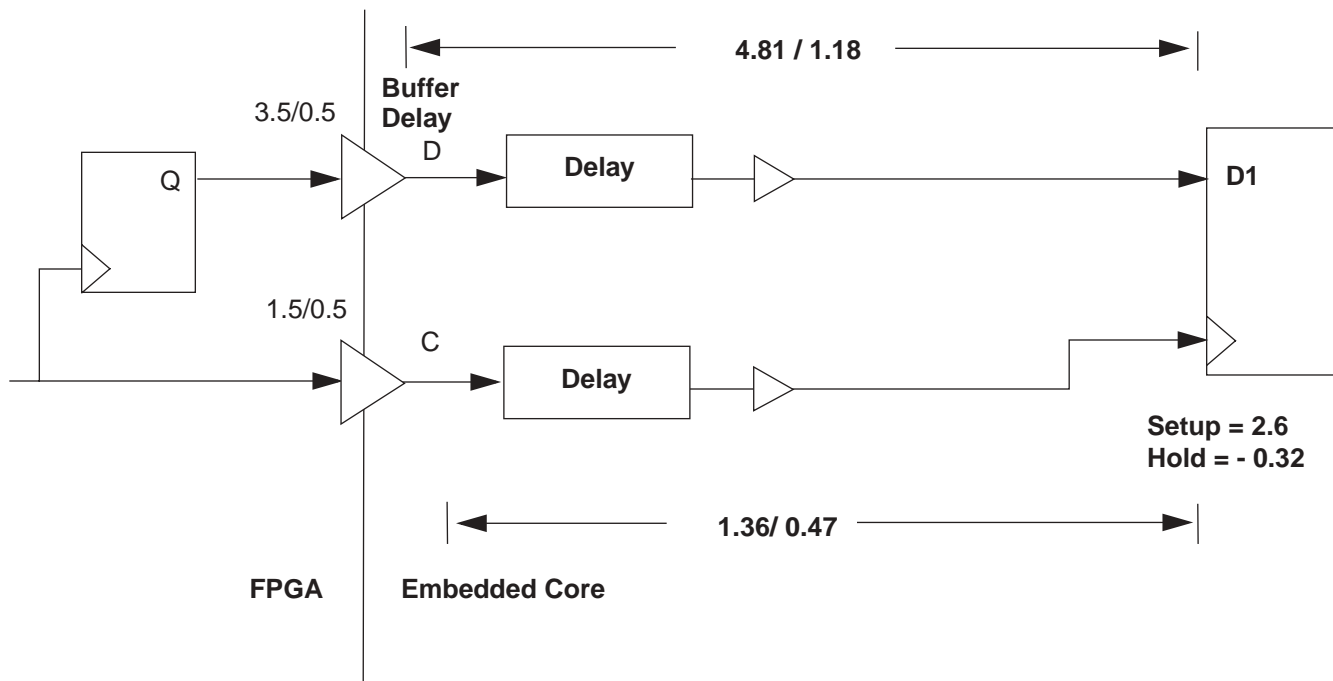 4.81 / 1.18
Buffer
Delay
3.5/0.5
D
Delay
Q
D1
1.5/0.5
C
Delay
Setup = 2.6
Hold = - 0.32
1.36/ 0.47
FPGA
Embedded Core